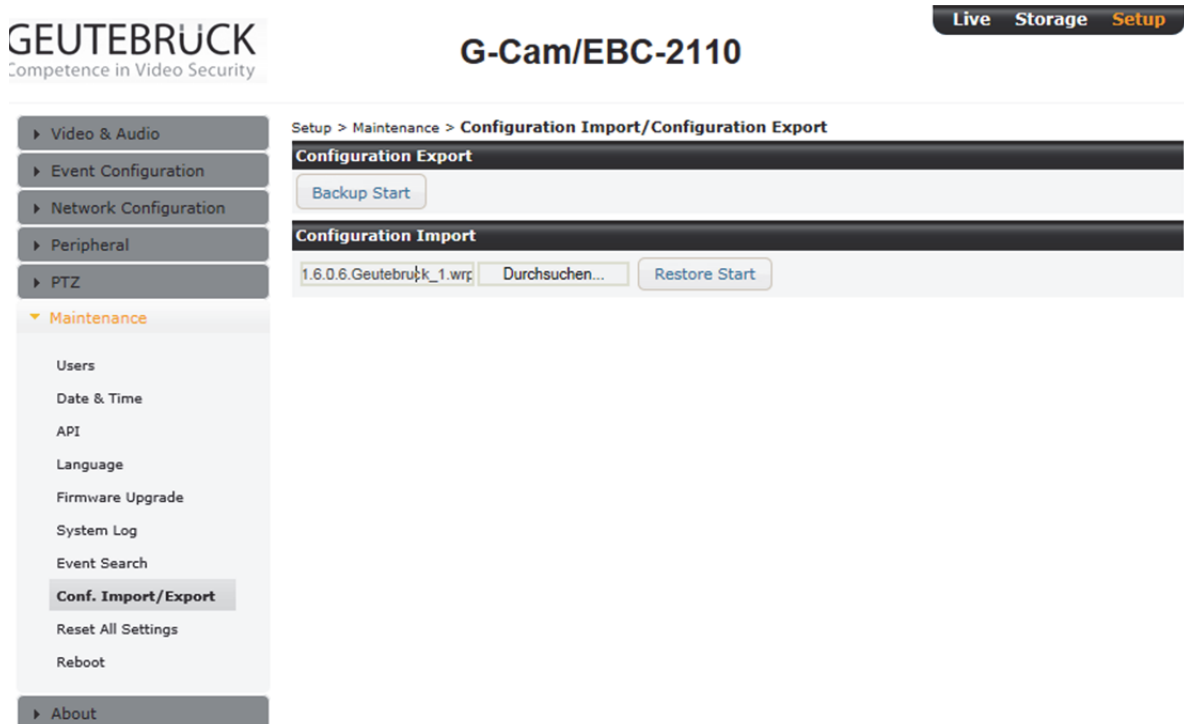 GEUTEBRÜCK
Competence in Video Security
G-Cam/EBC-2110
Live Storage Setup
Video & Audio
Event Configuration
Network Configuration
Peripheral
PTZ
Maintenance
Users
Date & Time
API
Language
Firmware Upgrade
System Log
Event Search
Conf. Import/Export
Reset All Settings
Reboot
About
Setup > Maintenance > Configuration Import/Configuration Export
Configuration Export
Backup Start
Configuration Import
1.6.0.6.Geutebruck_1.wrp Durchsuchen... Restore Start